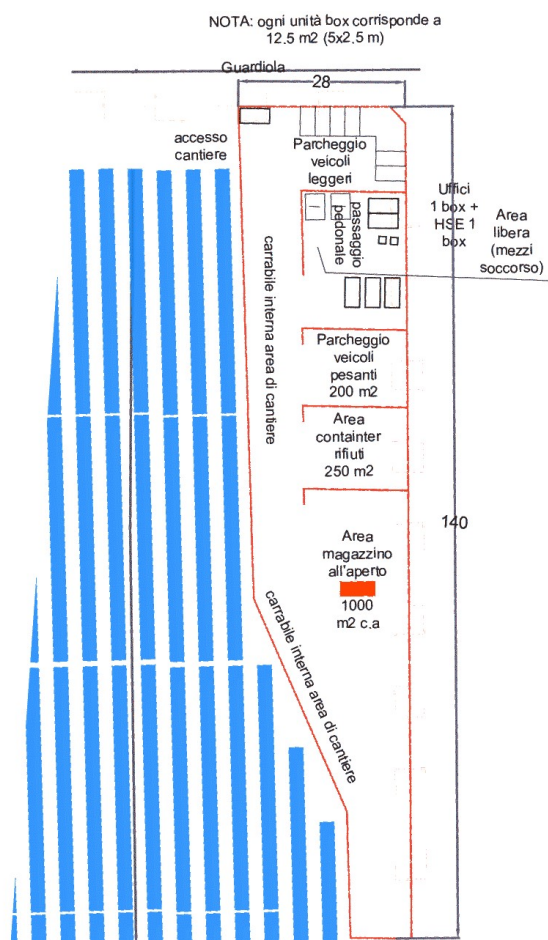 NOTA: ogni unità box corrisponde a
12.5 m2 (5x2.5 m)
Guardiola
28
accesso
cantiere
Parcheggio
veicoli
leggeri
passaggio
pedonale
Uffici
1 box +
HSE 1
box
Area
libera
(mezzi
soccorso)
carrabile interna area di cantiere
Parcheggio
veicoli
pesanti
200 m2
Area
containter
rifiuti
250 m2
140
Area
magazzino
all'aperto
1000
m2 c.a
carrabile interna area di cantiere